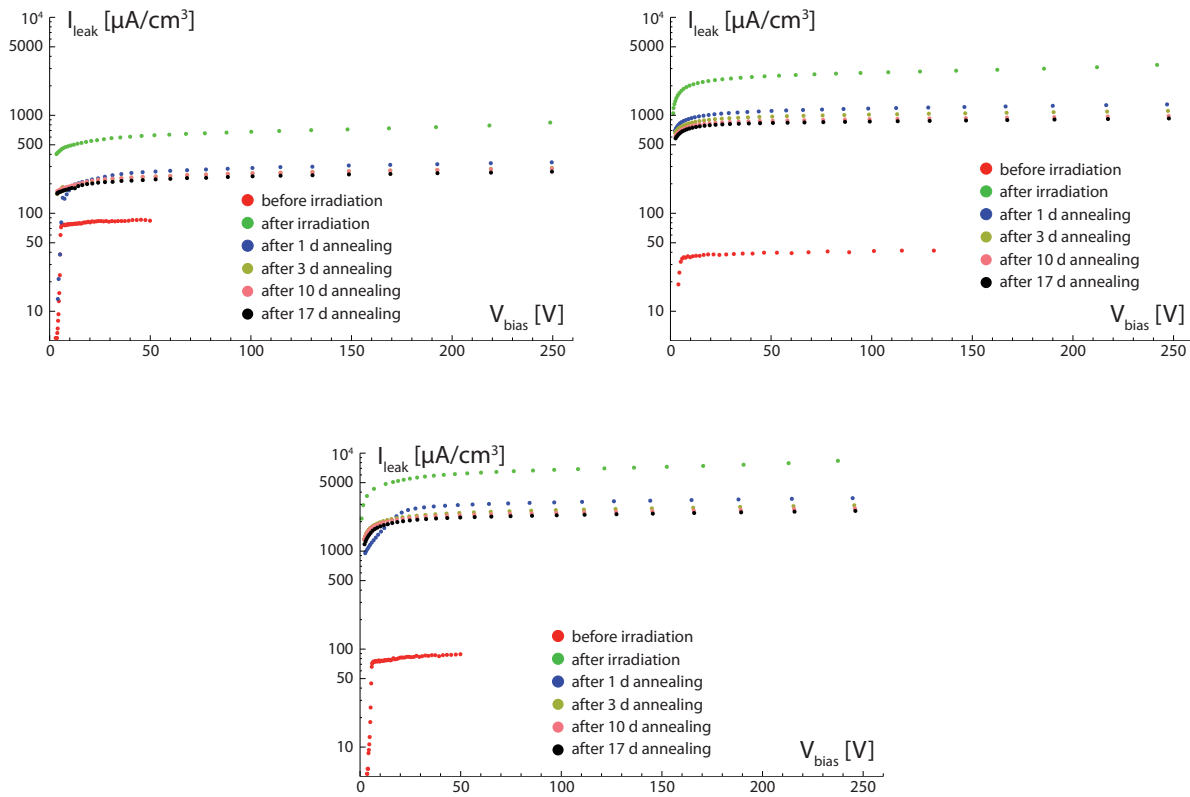 10⁴
I_leak [μA/cm³]
5000
1000
500
100
50
10
before irradiation
after irradiation
after 1 d annealing
after 3 d annealing
after 10 d annealing
after 17 d annealing
V_bias [V]
0 50 100 150 200 250
10⁴
I_leak [μA/cm³]
5000
1000
500
100
50
10
before irradiation
after irradiation
after 1 d annealing
after 3 d annealing
after 10 d annealing
after 17 d annealing
V_bias [V]
0 50 100 150 200 250
10⁴
I_leak [μA/cm³]
5000
1000
500
100
50
10
before irradiation
after irradiation
after 1 d annealing
after 3 d annealing
after 10 d annealing
after 17 d annealing
V_bias [V]
0 50 100 150 200 250